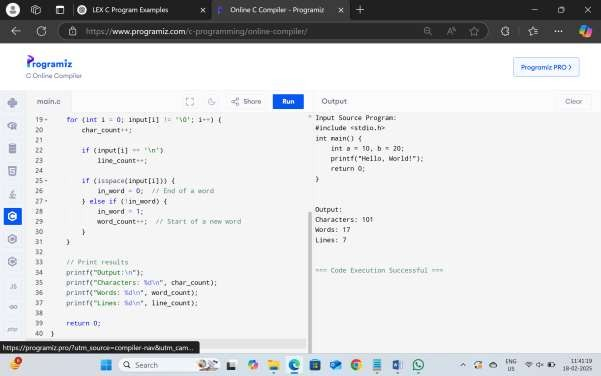 LEX C Program Examples
Online C Compiler - Programiz
https://www.programiz.com/c-programming/online-compiler/
Programiz
C Online Compiler
Programiz PRO >
main.c
Share
Run
Output
Clear
19 for (int i = 0; input[i] != '\0'; i++) {
20 char_count++;
21
22 if (input[i] == '\n')
23 line_count++;
24
25 if (isspace(input[i])) {
26 in_word = 0; // End of a word
27 } else if (!in_word) {
28 in_word = 1;
29 word_count++; // Start of a new word
30 }
31 }
32
33 // Print results
34 printf("Output:\n");
35 printf("Characters: %d\n", char_count);
36 printf("Words: %d\n", word_count);
37 printf("Lines: %d\n", line_count);
38
39 return 0;
40 }
Input Source Program:
#include <stdio.h>
int main() {
int a = 10, b = 20;
printf("Hello, World!");
return 0;
}
Output:
Characters: 101
Words: 17
Lines: 7
=== Code Execution Successful ===
JS
GO
php
https://programiz.pro/?utm_source=compiler-nav&utm_cam...
Search
ENG
US
11:41:19
18-02-2025